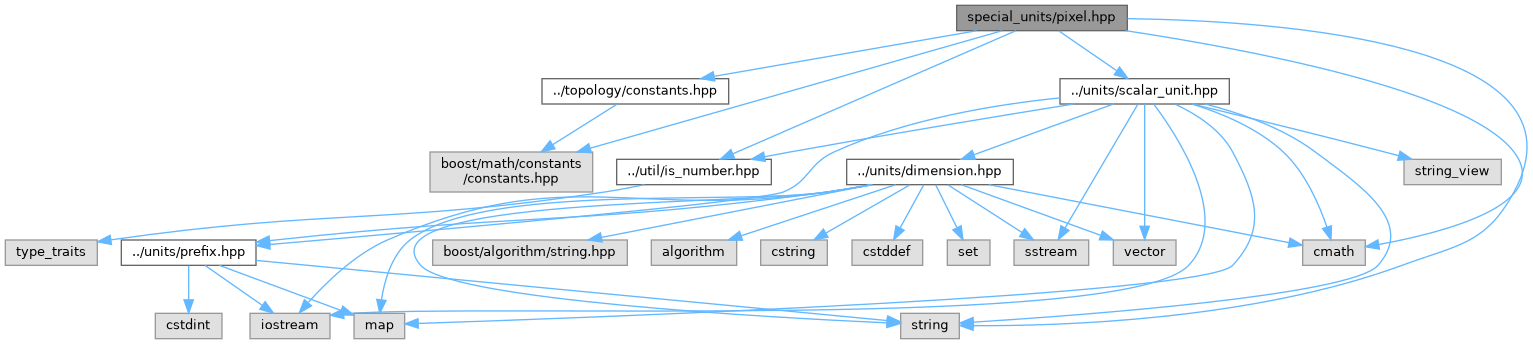 special_units/pixel.hpp
../topology/constants.hpp
../units/scalar_unit.hpp
boost/math/constants
/constants.hpp
../util/is_number.hpp
../units/dimension.hpp
string_view
type_traits
../units/prefix.hpp
boost/algorithm/string.hpp
algorithm
cstring
cstddef
set
sstream
vector
cmath
cstdint
iostream
map
string